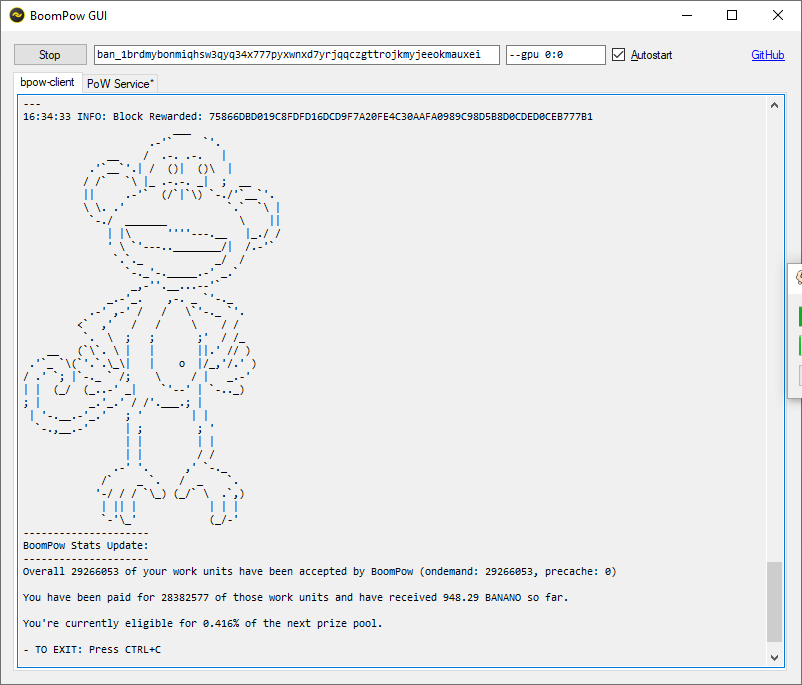 BoomPow GUI
Stop
ban_1brdmybonmiqhsw3qyq34x777pyxwnxd7yrjqqczgttrojkmyjeeokmauxei
--gpu 0:0
Autostart
GitHub
bpow-client
PoW Service*
---
16:34:33 INFO: Block Rewarded: 75866DBD019C8FDFD16DCD9F7A20FE4C30AAFA0989C98D5B8D0CDED0CEB777B1
---------------------
BoomPow Stats Update:
---------------------
Overall 29266053 of your work units have been accepted by BoomPow (ondemand: 29266053, precache: 0)
You have been paid for 28382577 of those work units and have received 948.29 BANANO so far.
You're currently eligible for 0.416% of the next prize pool.
- TO EXIT: Press CTRL+C